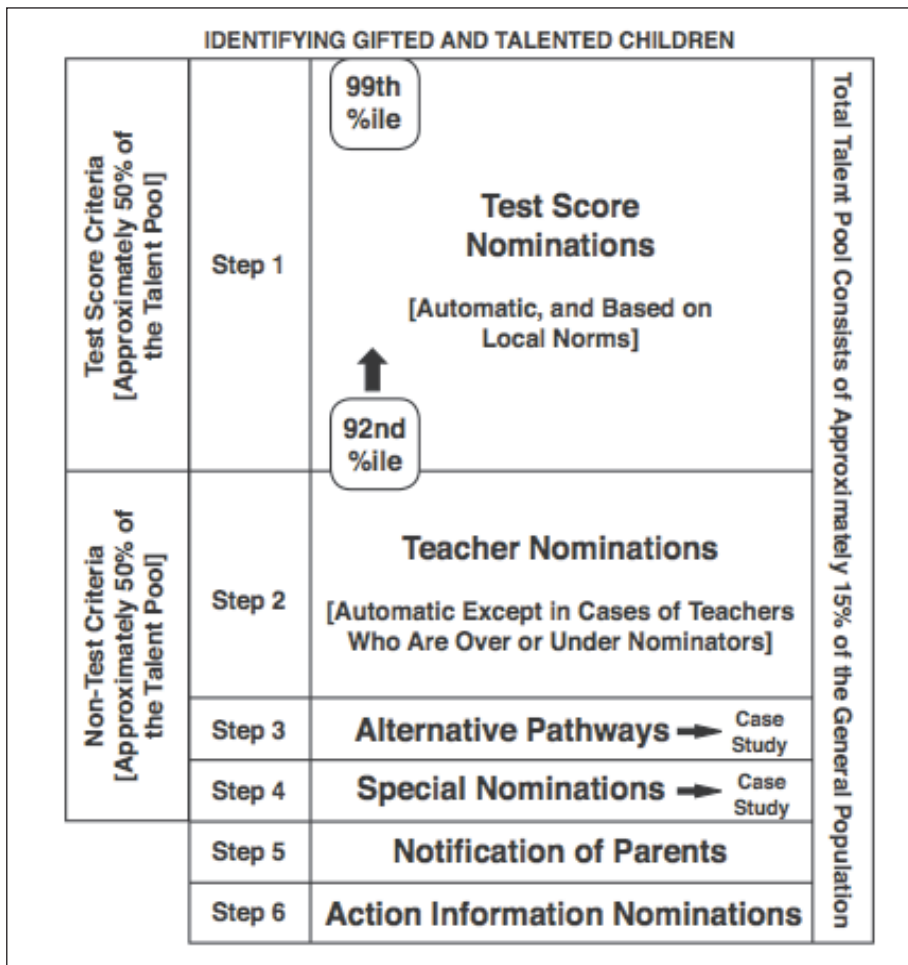 IDENTIFYING GIFTED AND TALENTED CHILDREN
Test Score Criteria
[Approximately 50% of
the Talent Pool]
Step 1
99th
%ile
Test Score
Nominations
[Automatic, and Based on
Local Norms]
92nd
%ile
Non-Test Criteria
[Approximately 50% of
the Talent Pool]
Step 2
Teacher Nominations
[Automatic Except in Cases of Teachers
Who Are Over or Under Nominators]
Step 3
Alternative Pathways
Case
Study
Step 4
Special Nominations
Case
Study
Step 5
Notification of Parents
Step 6
Action Information Nominations
Total Talent Pool Consists of Approximately 15% of the General Population